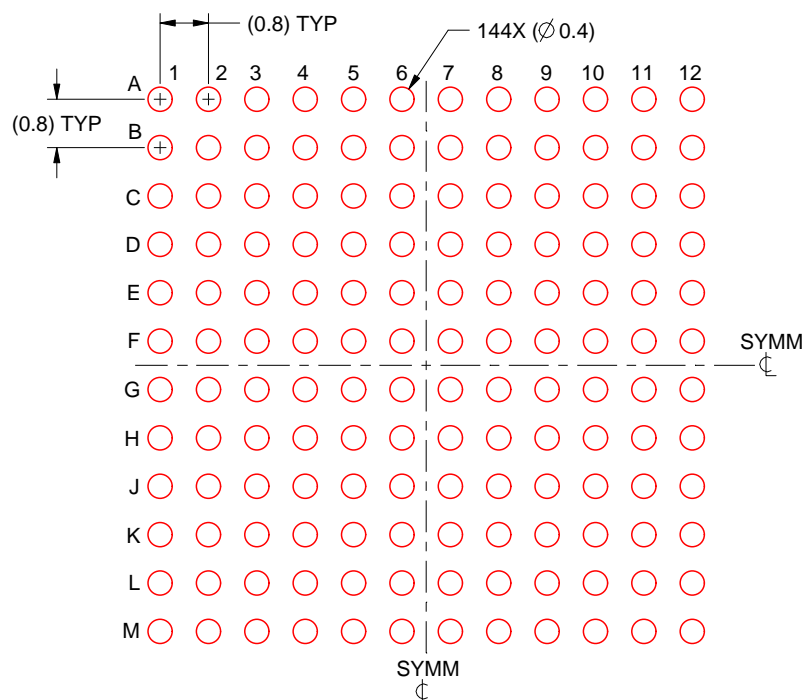 (0.8) TYP
144X (∅ 0.4)
1 2 3 4 5 6 7 8 9 10 11 12
A
(0.8) TYP
B
C
D
E
F
SYMM
℄
G
H
J
K
L
M
SYMM
℄